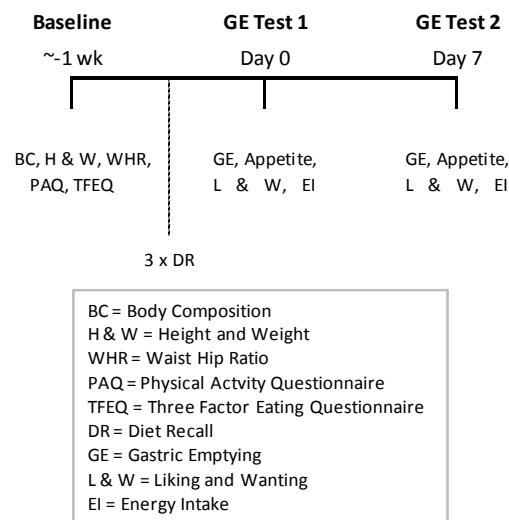 Baseline GE Test 1 GE Test 2
~-1 wk Day 0 Day 7
BC, H & W, WHR, GE, Appetite, GE, Appetite,
PAQ, TFEQ L & W, EI L & W, EI
3 x DR
BC = Body Composition
H & W = Height and Weight
WHR = Waist Hip Ratio
PAQ = Physical Actvity Questionnaire
TFEQ = Three Factor Eating Questionnaire
DR = Diet Recall
GE = Gastric Emptying
L & W = Liking and Wanting
EI = Energy Intake